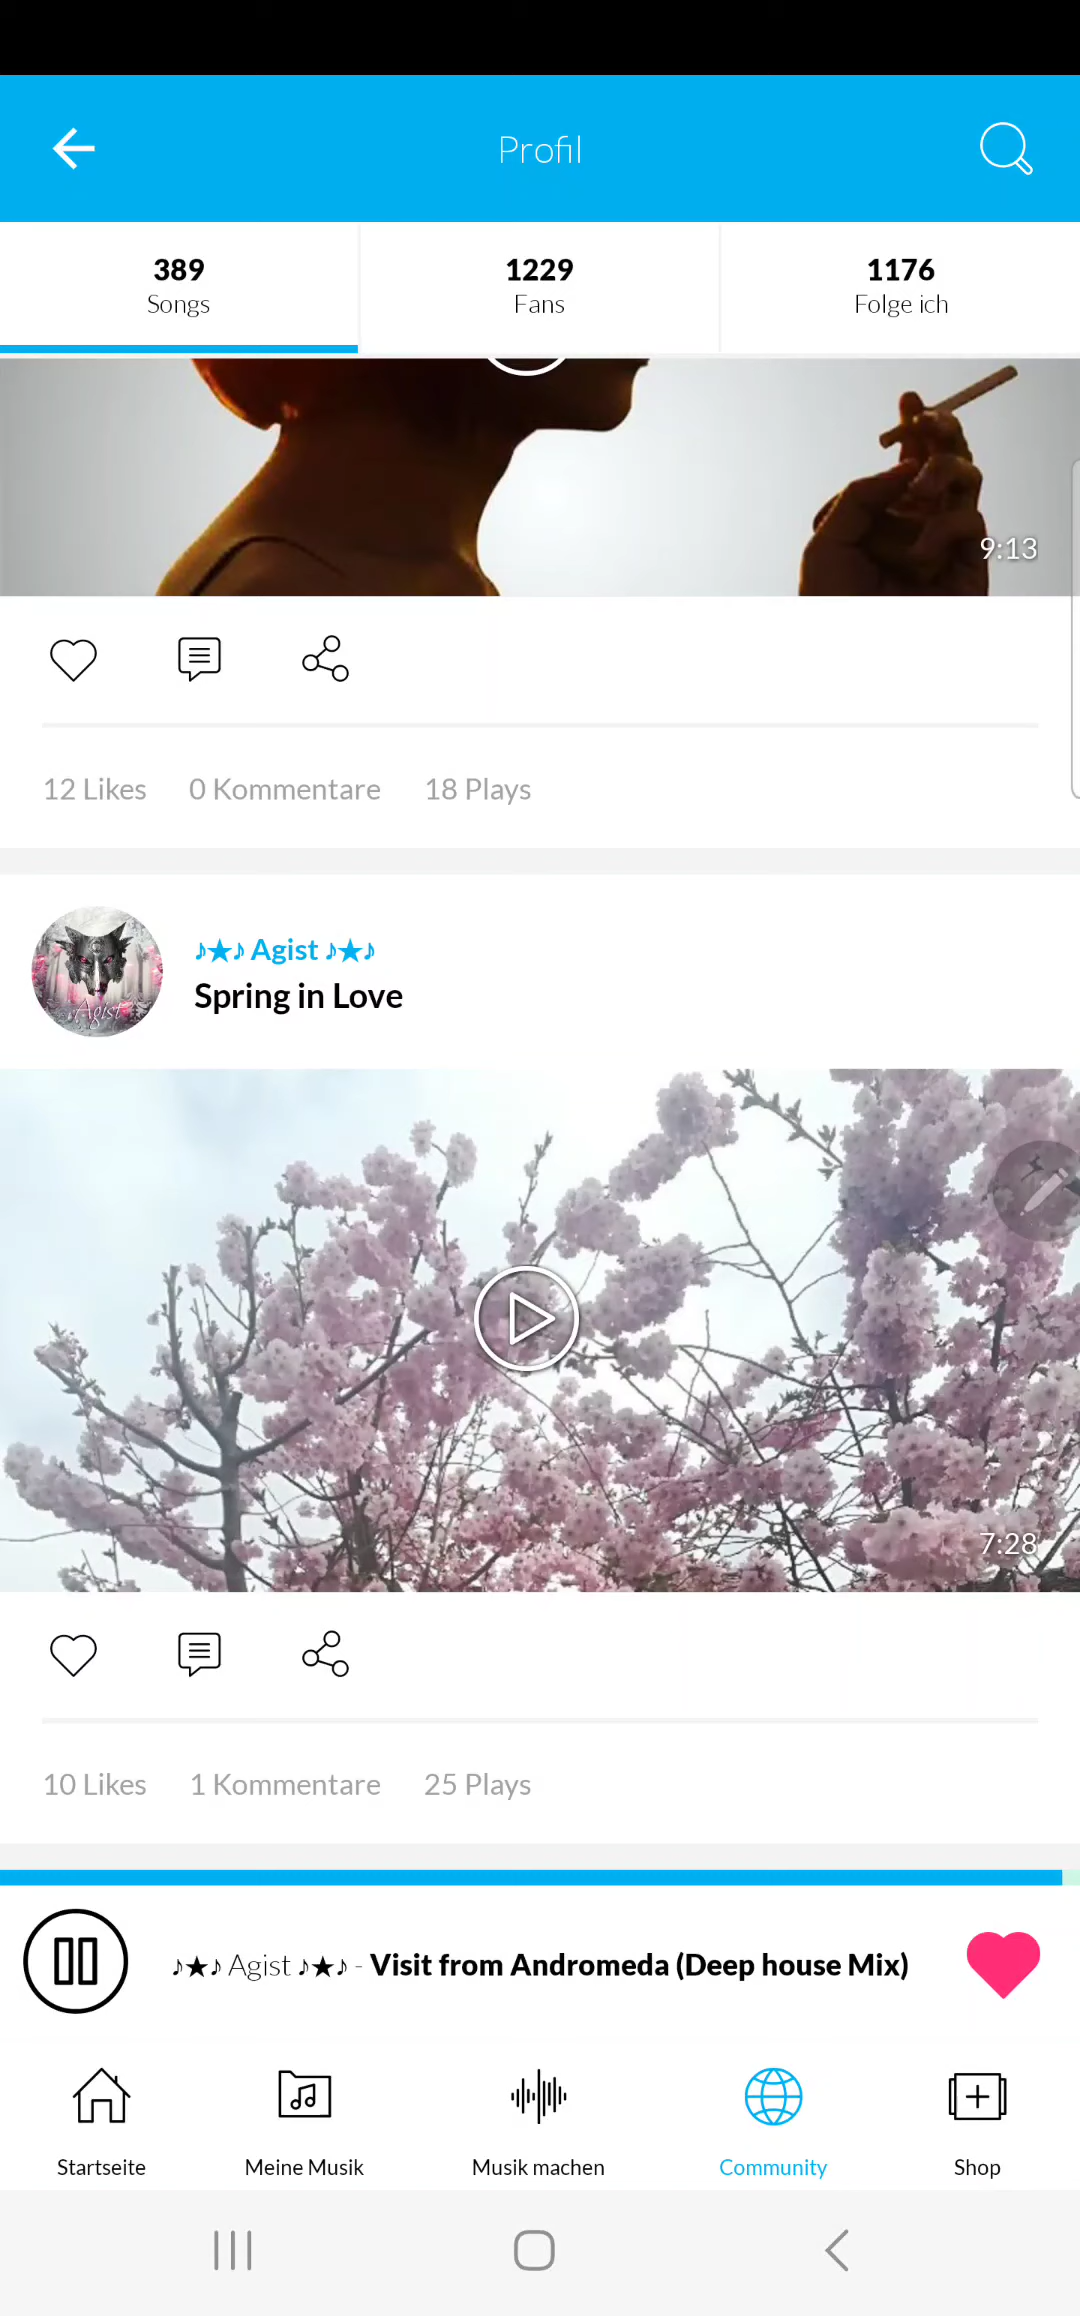 Profil
389
Songs
1229
Fans
1176
Folge ich
9:13
12 Likes 0 Kommentare 18 Plays
♪★♪ Agist ♪★♪
Spring in Love
Agist
7:28
10 Likes 1 Kommentare 25 Plays
♪★♪ Agist ♪★♪ - Visit from Andromeda (Deep house Mix)
Startseite Meine Musik Musik machen Community Shop